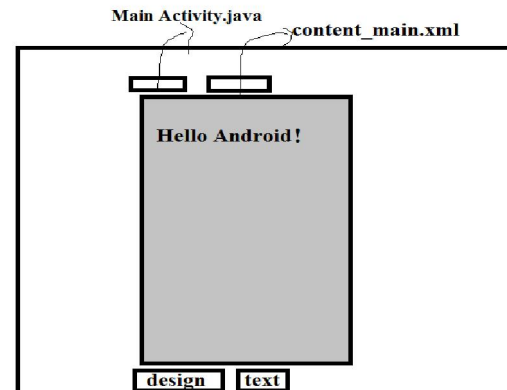 Main Activity.java
content_main.xml
Hello Android!
design
text